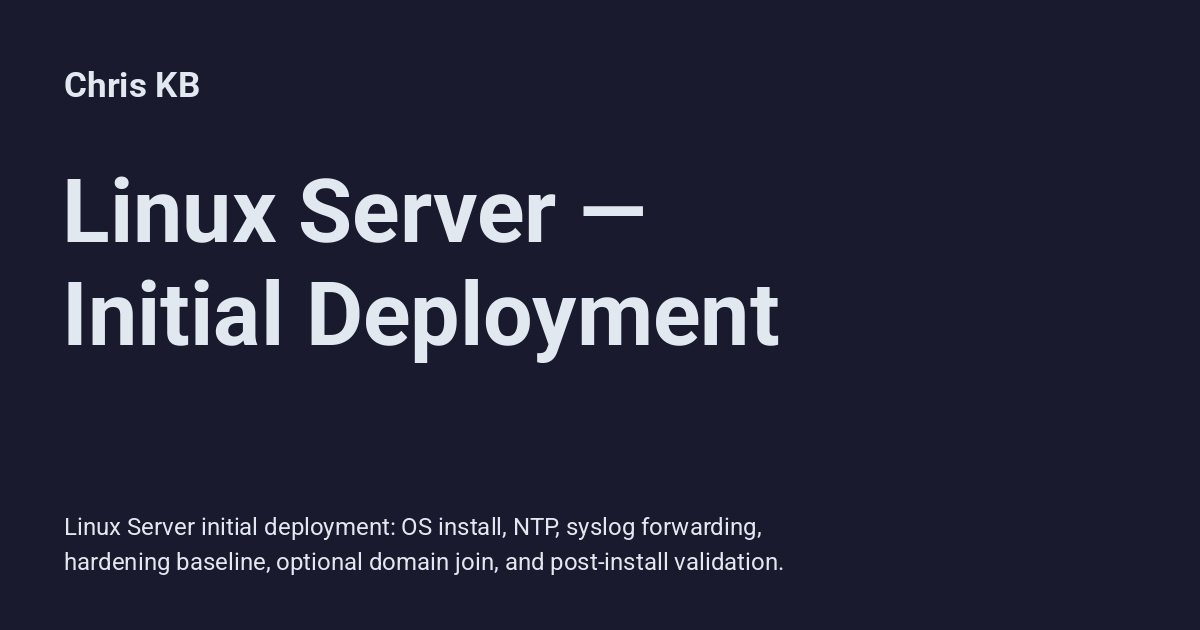 Chris KB
Linux Server —
Initial Deployment
Linux Server initial deployment: OS install, NTP, syslog forwarding,
hardening baseline, optional domain join, and post-install validation.